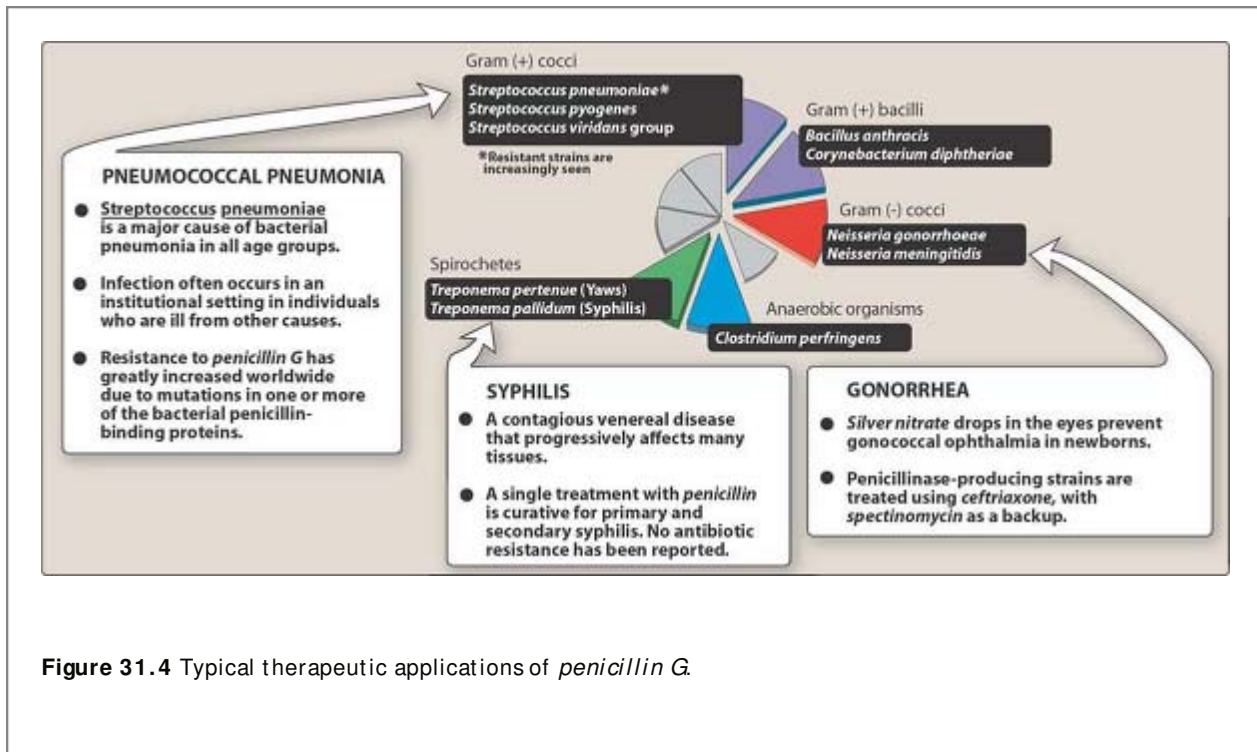 Gram (+) cocci
Streptococcus pneumoniae*
Streptococcus pyogenes
Streptococcus viridans group
*Resistant strains are
increasingly seen
Gram (+) bacilli
Bacillus anthracis
Corynebacterium diphtheriae
Gram (-) cocci
Neisseria gonorrhoeae
Neisseria meningitidis
Anaerobic organisms
Clostridium perfringens
Spirochetes
Treponema pertenue (Yaws)
Treponema pallidum (Syphilis)
PNEUMOCOCCAL PNEUMONIA
● Streptococcus pneumoniae
is a major cause of bacterial
pneumonia in all age groups.
● Infection often occurs in an
institutional setting in individuals
who are ill from other causes.
● Resistance to penicillin G has
greatly increased worldwide
due to mutations in one or more
of the bacterial penicillin-
binding proteins.
SYPHILIS
● A contagious venereal disease
that progressively affects many
tissues.
● A single treatment with penicillin
is curative for primary and
secondary syphilis. No antibiotic
resistance has been reported.
GONORRHEA
● Silver nitrate drops in the eyes prevent
gonococcal ophthalmia in newborns.
● Penicillinase-producing strains are
treated using ceftriaxone, with
spectinomycin as a backup.
Figure 31.4 Typical therapeutic applications of penicillin G.